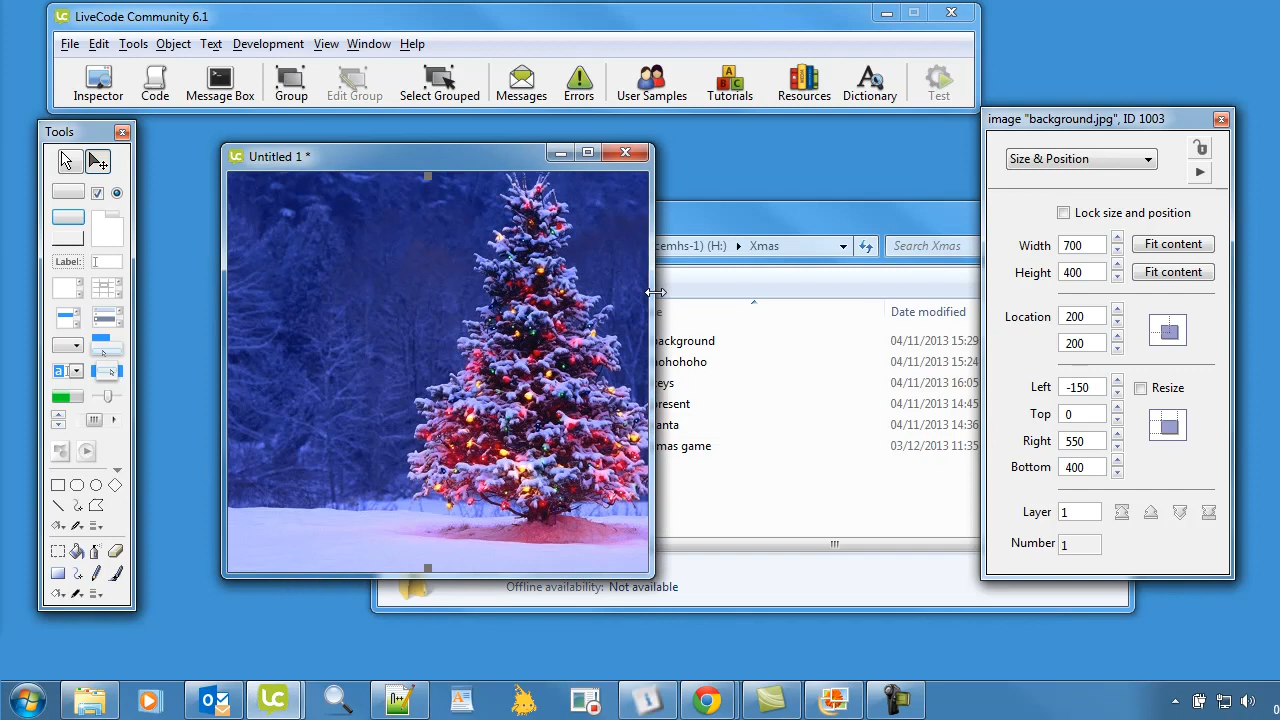 LiveCode Community 6.1
File Edit Tools Object Text Development View Window Help
Inspector Code Message Box Group Edit Group Select Grouped Messages Errors User Samples Tutorials Resources Dictionary Test
Tools
Label:
Untitled 1 *
cemhs-1) (H:) Xmas Search Xmas
Date modified
ackground 04/11/2013 15:29
ohohoho 04/11/2013 15:24
eys 04/11/2013 16:05
resent 04/11/2013 14:45
anta 04/11/2013 14:36
mas game 03/12/2013 11:35
Offline availability: Not available
image "background.jpg", ID 1003
Size & Position
Lock size and position
Width 700 Fit content
Height 400 Fit content
Location 200
200
Left -150 Resize
Top 0
Right 550
Bottom 400
Layer 1
Number 1